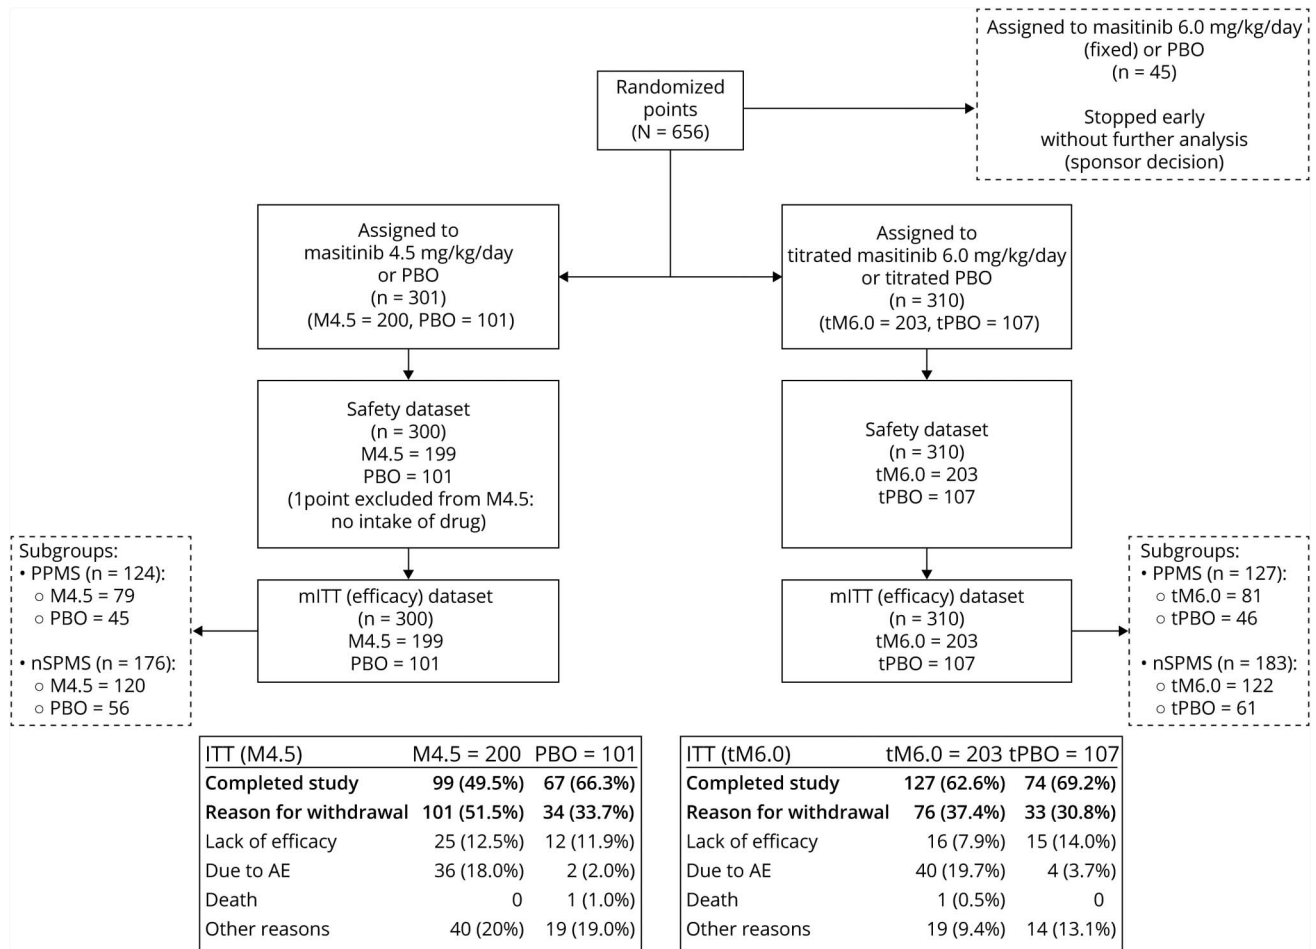 Assigned to masitinib 6.0 mg/kg/day
(fixed) or PBO
(n = 45)
Stopped early
without further analysis
(sponsor decision)
Randomized
points
(N = 656)
Assigned to
masitinib 4.5 mg/kg/day
or PBO
(n = 301)
(M4.5 = 200, PBO = 101)
Assigned to
titrated masitinib 6.0 mg/kg/day
or titrated PBO
(n = 310)
(tM6.0 = 203, tPBO = 107)
Safety dataset
(n = 300)
M4.5 = 199
PBO = 101
(1point excluded from M4.5:
no intake of drug)
Safety dataset
(n = 310)
tM6.0 = 203
tPBO = 107
Subgroups:
• PPMS (n = 124):
○ M4.5 = 79
○ PBO = 45
• nSPMS (n = 176):
○ M4.5 = 120
○ PBO = 56
mITT (efficacy) dataset
(n = 300)
M4.5 = 199
PBO = 101
mITT (efficacy) dataset
(n = 310)
tM6.0 = 203
tPBO = 107
Subgroups:
• PPMS (n = 127):
○ tM6.0 = 81
○ tPBO = 46
• nSPMS (n = 183):
○ tM6.0 = 122
○ tPBO = 61
ITT (M4.5) M4.5 = 200 PBO = 101
Completed study 99 (49.5%) 67 (66.3%)
Reason for withdrawal 101 (51.5%) 34 (33.7%)
Lack of efficacy 25 (12.5%) 12 (11.9%)
Due to AE 36 (18.0%) 2 (2.0%)
Death 0 1 (1.0%)
Other reasons 40 (20%) 19 (19.0%)
ITT (tM6.0) tM6.0 = 203 tPBO = 107
Completed study 127 (62.6%) 74 (69.2%)
Reason for withdrawal 76 (37.4%) 33 (30.8%)
Lack of efficacy 16 (7.9%) 15 (14.0%)
Due to AE 40 (19.7%) 4 (3.7%)
Death 1 (0.5%) 0
Other reasons 19 (9.4%) 14 (13.1%)